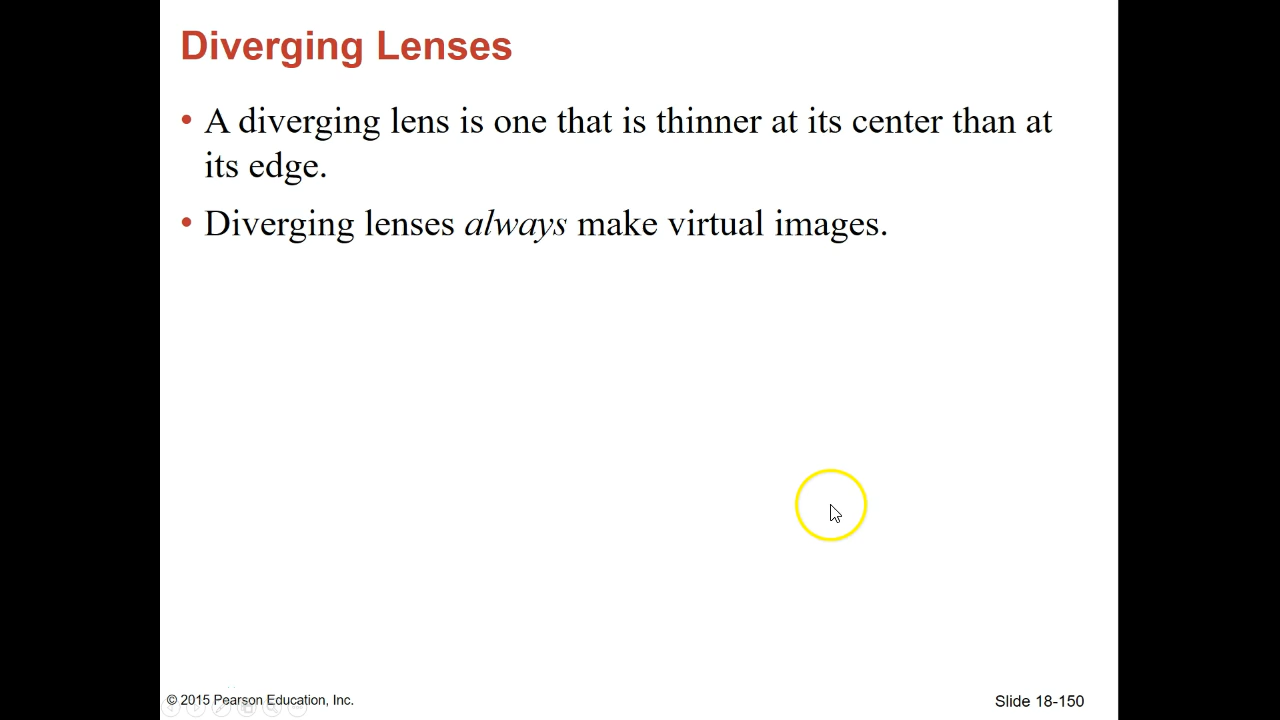 Diverging Lenses
• A diverging lens is one that is thinner at its center than at
its edge.
• Diverging lenses always make virtual images.
© 2015 Pearson Education, Inc.
Slide 18-150